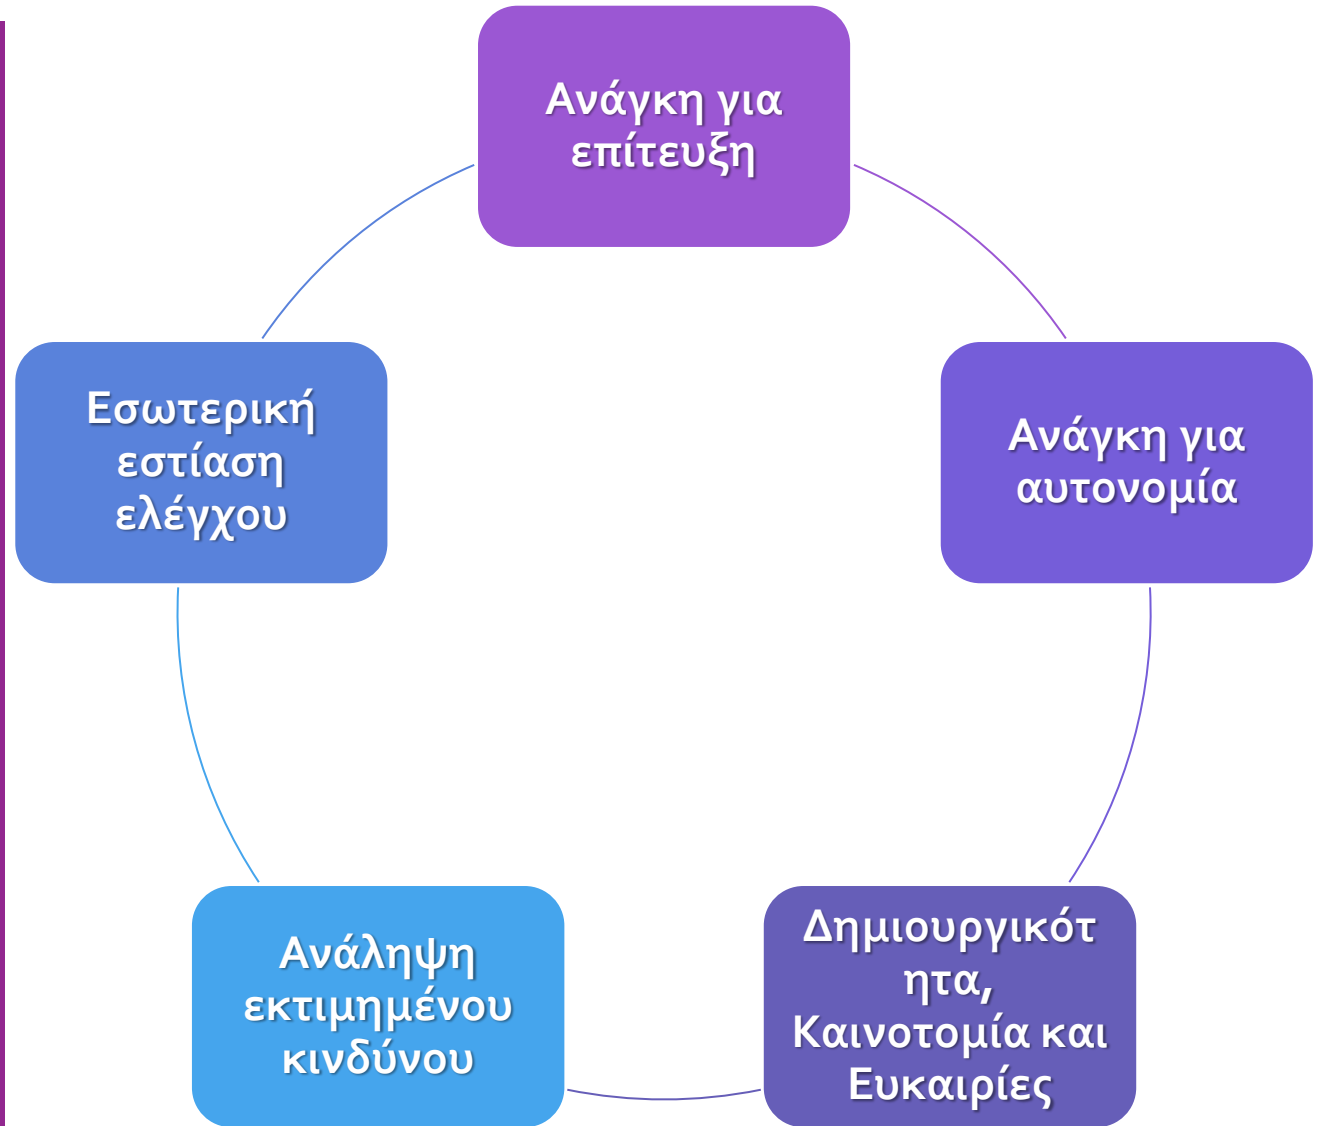 Ανάγκη για
επίτευξη
Ανάγκη για
αυτονομία
Δημιουργικότ
ητα,
Καινοτομία και
Ευκαιρίες
Ανάληψη
εκτιμημένου
κινδύνου
Εσωτερική
εστίαση
ελέγχου